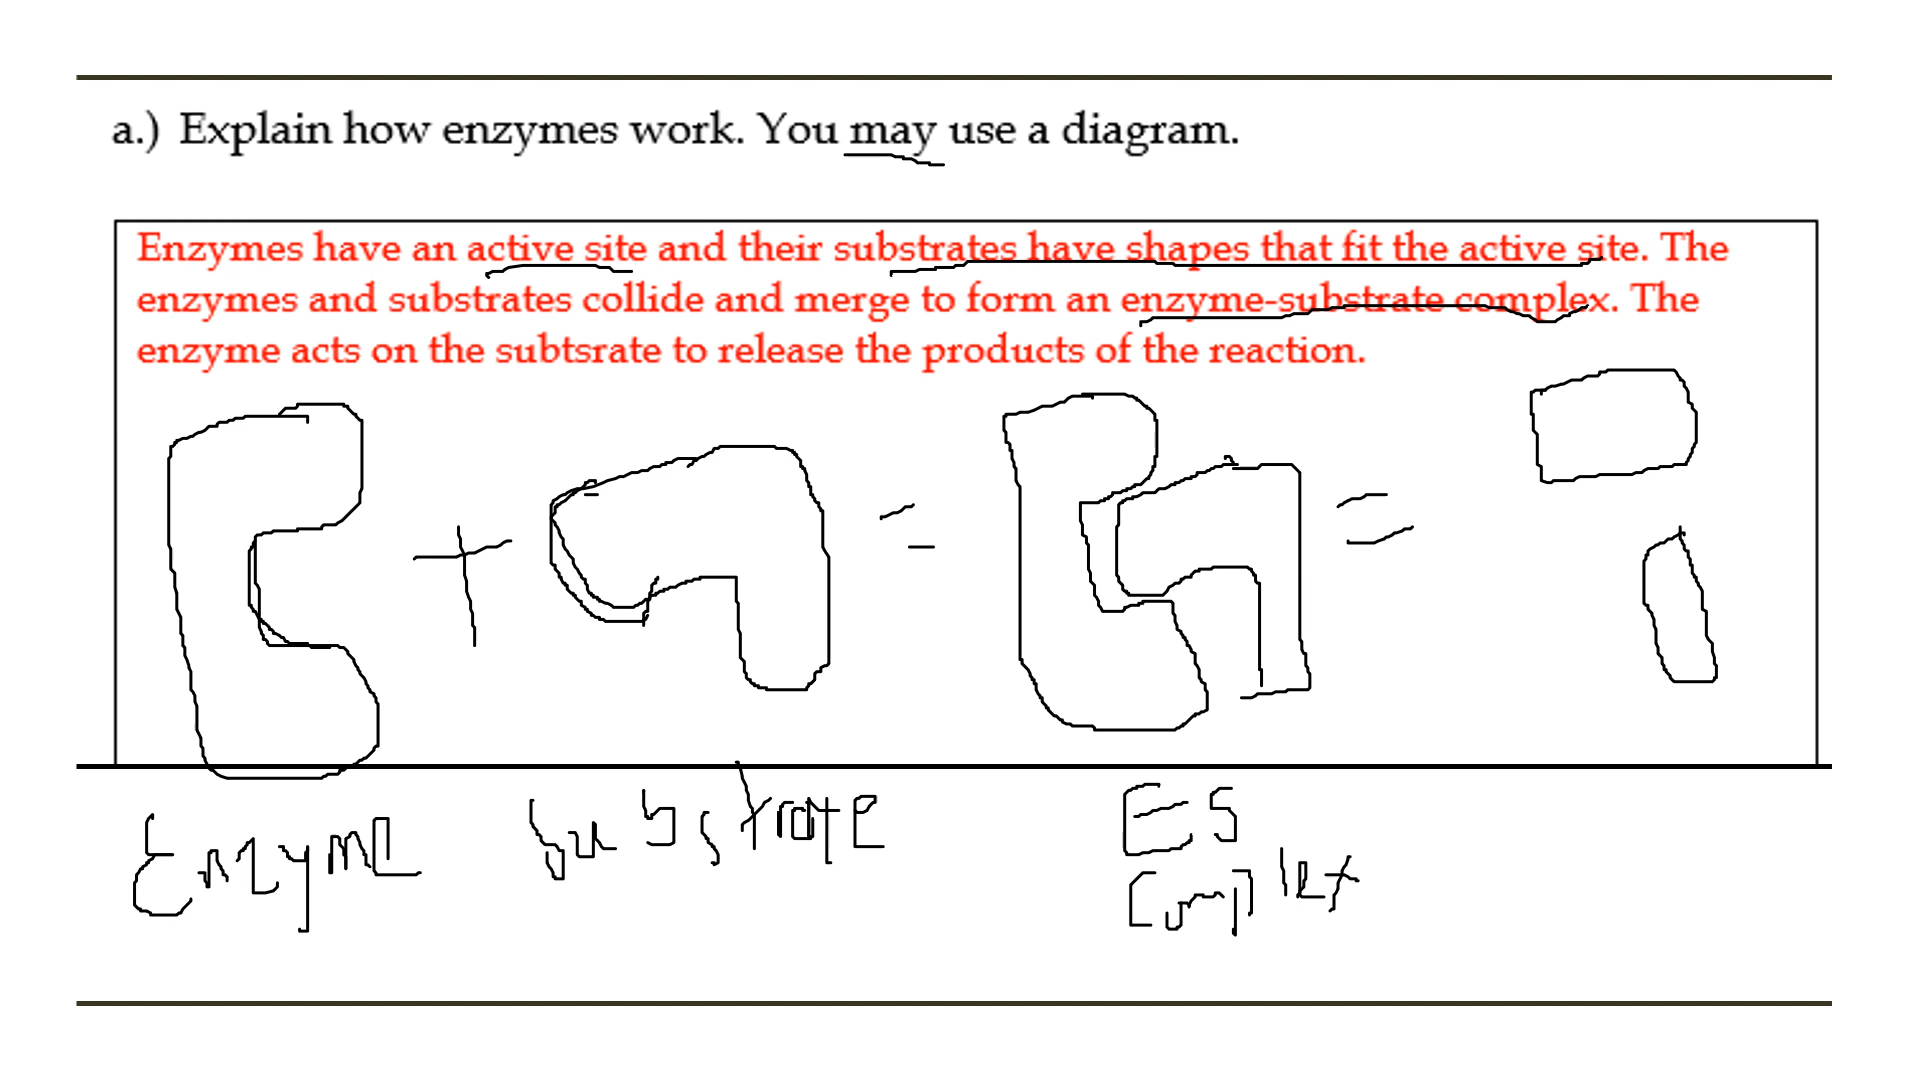 a.) Explain how enzymes work. You may use a diagram.
Enzymes have an active site and their substrates have shapes that fit the active site. The
enzymes and substrates collide and merge to form an enzyme-substrate complex. The
enzyme acts on the subtsrate to release the products of the reaction.
+ = =
Enzyme substrate ES
Complex